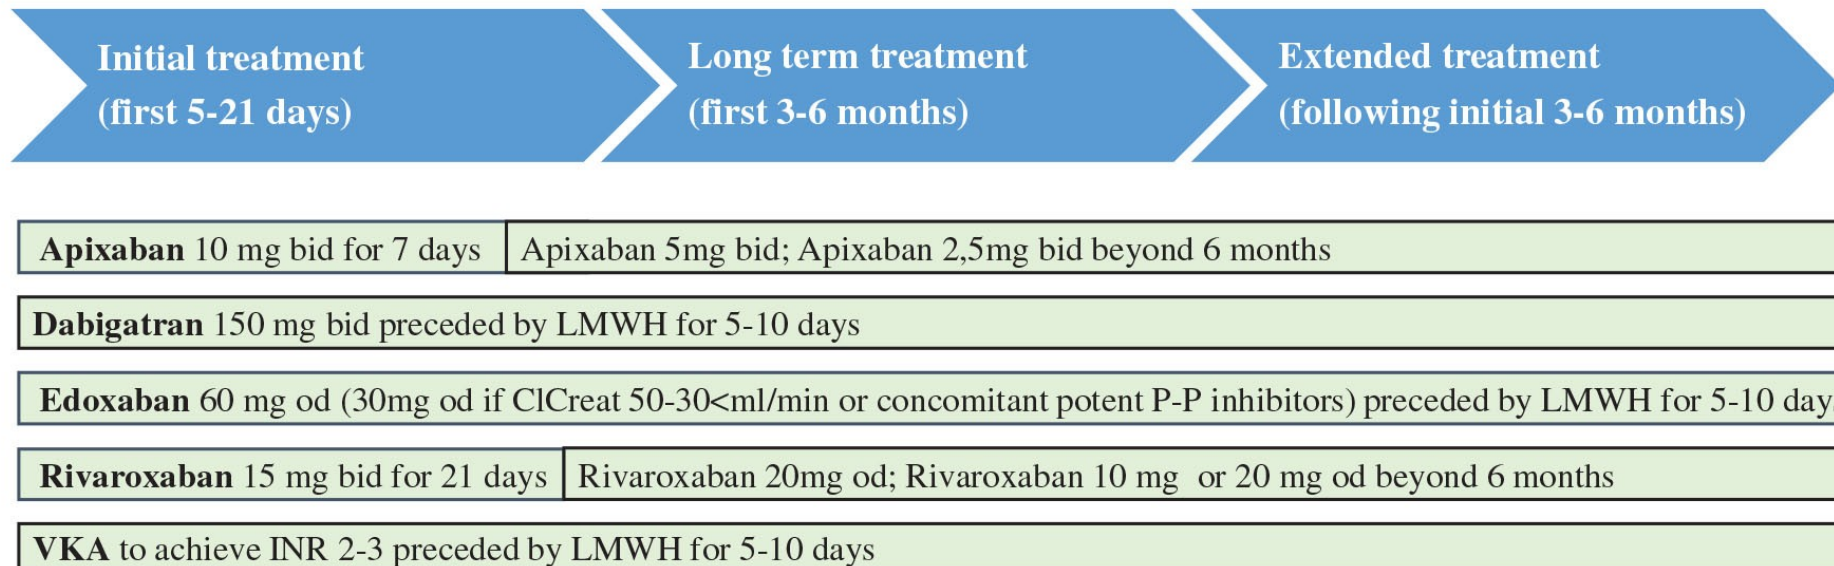 Initial treatment
(first 5-21 days)
Long term treatment
(first 3-6 months)
Extended treatment
(following initial 3-6 months)
Apixaban 10 mg bid for 7 days
Apixaban 5mg bid; Apixaban 2,5mg bid beyond 6 months
Dabigatran 150 mg bid preceded by LMWH for 5-10 days
Edoxaban 60 mg od (30mg od if ClCreat 50-30<ml/min or concomitant potent P-P inhibitors) preceded by LMWH for 5-10 day
Rivaroxaban 15 mg bid for 21 days
Rivaroxaban 20mg od; Rivaroxaban 10 mg or 20 mg od beyond 6 months
VKA to achieve INR 2-3 preceded by LMWH for 5-10 days